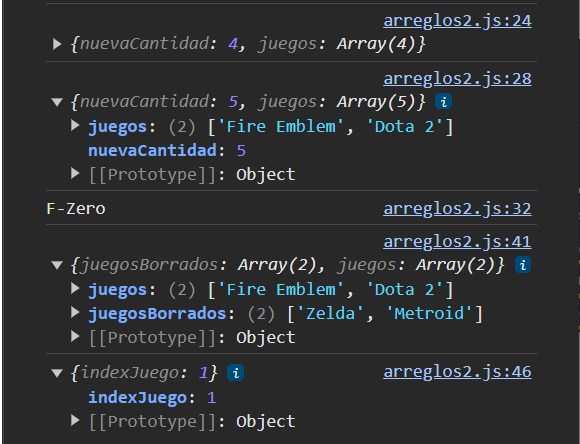 arreglos2.js:24
▶ {nuevaCantidad: 4, juegos: Array(4)}
arreglos2.js:28
▼ {nuevaCantidad: 5, juegos: Array(5)} i
▶ juegos: (2) ['Fire Emblem', 'Dota 2']
nuevaCantidad: 5
▶ [[Prototype]]: Object
F-Zero arreglos2.js:32
arreglos2.js:41
▼ {juegosBorrados: Array(2), juegos: Array(2)} i
▶ juegos: (2) ['Fire Emblem', 'Dota 2']
▶ juegosBorrados: (2) ['Zelda', 'Metroid']
▶ [[Prototype]]: Object
▼ {indexJuego: 1} i arreglos2.js:46
indexJuego: 1
▶ [[Prototype]]: Object